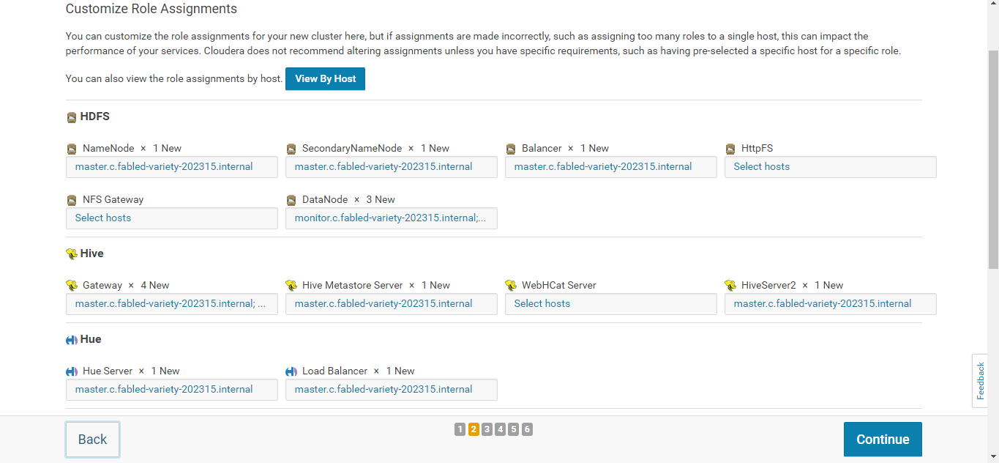 Customize Role Assignments
You can customize the role assignments for your new cluster here, but if assignments are made incorrectly, such as assigning too many roles to a single host, this can impact the
performance of your services. Cloudera does not recommend altering assignments unless you have specific requirements, such as having pre-selected a specific host for a specific role.
You can also view the role assignments by host. View By Host
HDFS
NameNode × 1 New SecondaryNameNode × 1 New Balancer × 1 New HttpFS
master.c.fabled-variety-202315.internal master.c.fabled-variety-202315.internal master.c.fabled-variety-202315.internal Select hosts
NFS Gateway DataNode × 3 New
Select hosts monitor.c.fabled-variety-202315.internal;...
Hive
Gateway × 4 New Hive Metastore Server × 1 New WebHCat Server HiveServer2 × 1 New
master.c.fabled-variety-202315.internal; ... master.c.fabled-variety-202315.internal Select hosts master.c.fabled-variety-202315.internal
Hue
Hue Server × 1 New Load Balancer × 1 New
master.c.fabled-variety-202315.internal master.c.fabled-variety-202315.internal
Feedback
Back 1 2 3 4 5 6 Continue